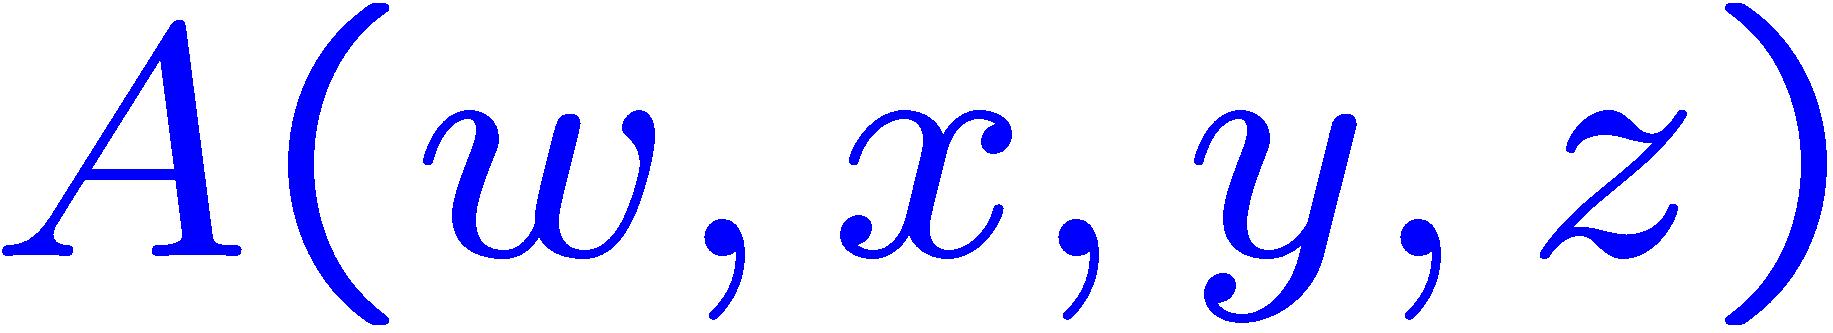 A(w, x, y, z)